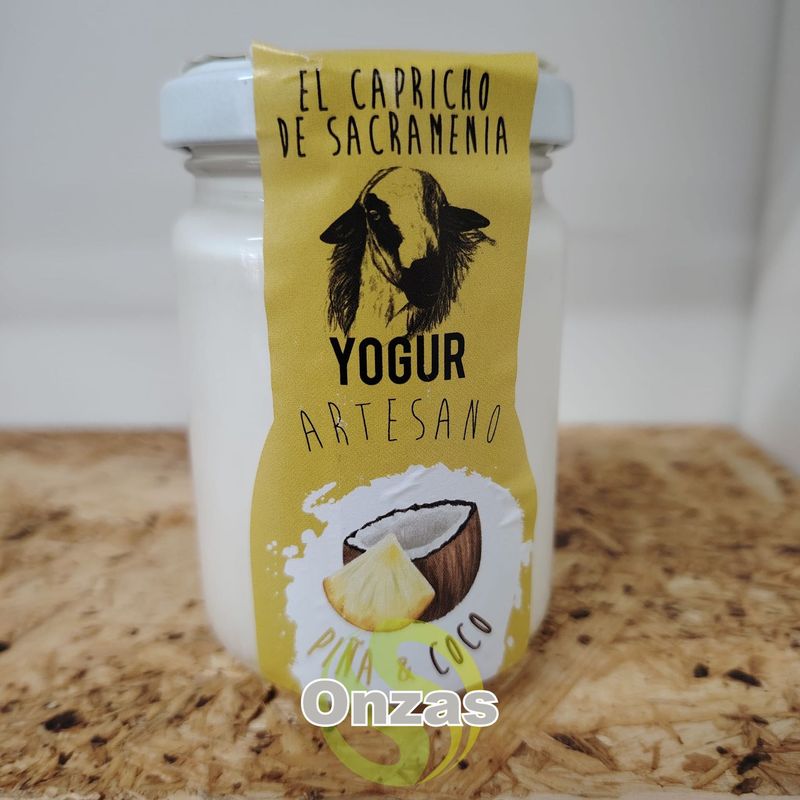 EL CAPRICHO
DE SACRAMENIA
YOGUR
ARTESANO
PIÑA & COCO
Onzas